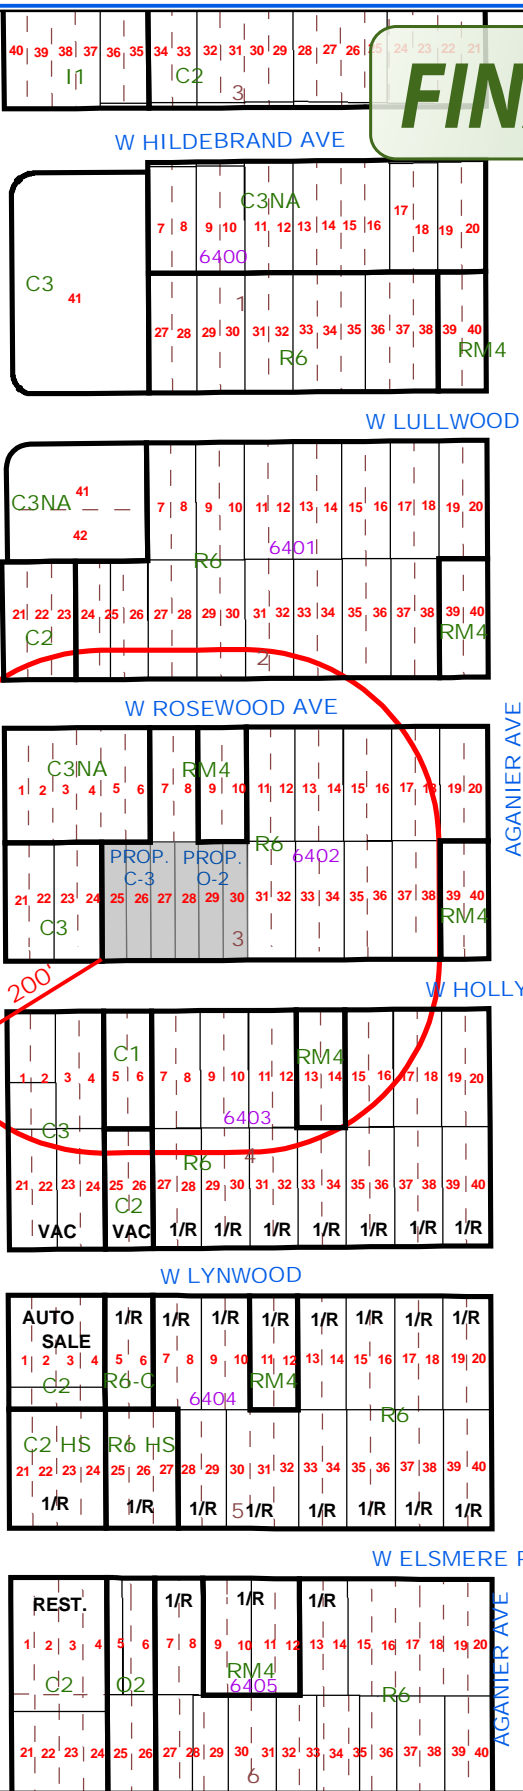 40 39 38 37 36 35 34 33 32 31 30 29 28 27 26 25 24 23 22 21
I1 C2
3
FIN
W HILDEBRAND AVE
C3NA
7 8 9 10 11 12 13 14 15 16 17 18 19 20
6400
C3
41
1
27 28 29 30 31 32 33 34 35 36 37 38 39 40
R6 RM4
W LULLWOOD
41
C3NA
42
7 8 9 10 11 12 13 14 15 16 17 18 19 20
6401
R6
21 22 23 24 25 26 27 28 29 30 31 32 33 34 35 36 37 38 39 40
C2 RM4
2
W ROSEWOOD AVE
AGANIER AVE
C3NA RM4
1 2 3 4 5 6 7 8 9 10 11 12 13 14 15 16 17 18 19 20
R6
6402
PROP. C-3
PROP. O-2
21 22 23 24 25 26 27 28 29 30 31 32 33 34 35 36 37 38 39 40
C3 RM4
3
200'
W HOLLY
C1 RM4
1 2 3 4 5 6 7 8 9 10 11 12 13 14 15 16 17 18 19 20
6403
C3
R6 4
21 22 23 24 25 26 27 28 29 30 31 32 33 34 35 36 37 38 39 40
C2
VAC VAC 1/R 1/R 1/R 1/R 1/R 1/R 1/R
W LYNWOOD
AUTO 1/R 1/R 1/R 1/R 1/R 1/R 1/R 1/R
SALE
1 2 3 4 5 6 7 8 9 10 11 12 13 14 15 16 17 18 19 20
C2 R6-C RM4
6404
R6
C2 HS R6 HS
21 22 23 24 25 26 27 28 29 30 31 32 33 34 35 36 37 38 39 40
1/R 1/R 1/R 5 1/R 1/R 1/R 1/R 1/R
W ELSMERE P
AGANIER AVE
REST. 1/R 1/R 1/R
1 2 3 4 5 6 7 8 9 10 11 12 13 14 15 16 17 18 19 20
RM4
C2 O2 6405 R6
21 22 23 24 25 26 27 28 29 30 31 32 33 34 35 36 37 38 39 40
6